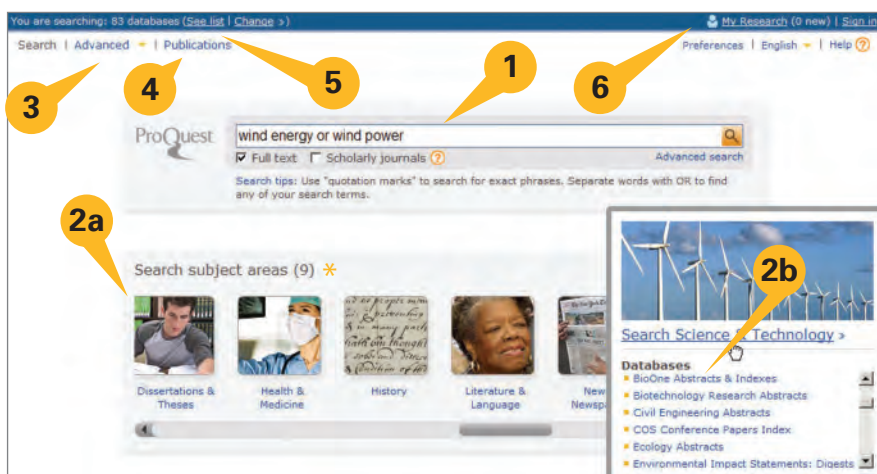 You are searching: 83 databases (See list | Change >)
My Research (0 new) | Sign in
Search | Advanced | Publications
Preferences | English | Help ?
3
4
5
1
6
ProQuest
wind energy or wind power
Full text Scholarly journals ?
Advanced search
Search tips: Use "quotation marks" to search for exact phrases. Separate words with OR to find
any of your search terms.
2a
Search subject areas (9) *
2b
Search Science & Technology >
Databases
BioOne Abstracts & Indexes
Biotechnology Research Abstracts
Civil Engineering Abstracts
COS Conference Papers Index
Ecology Abstracts
Environmental Impact Statements: Digests
Dissertations &
Theses
Health &
Medicine
History
Literature &
Language
New
Newsp